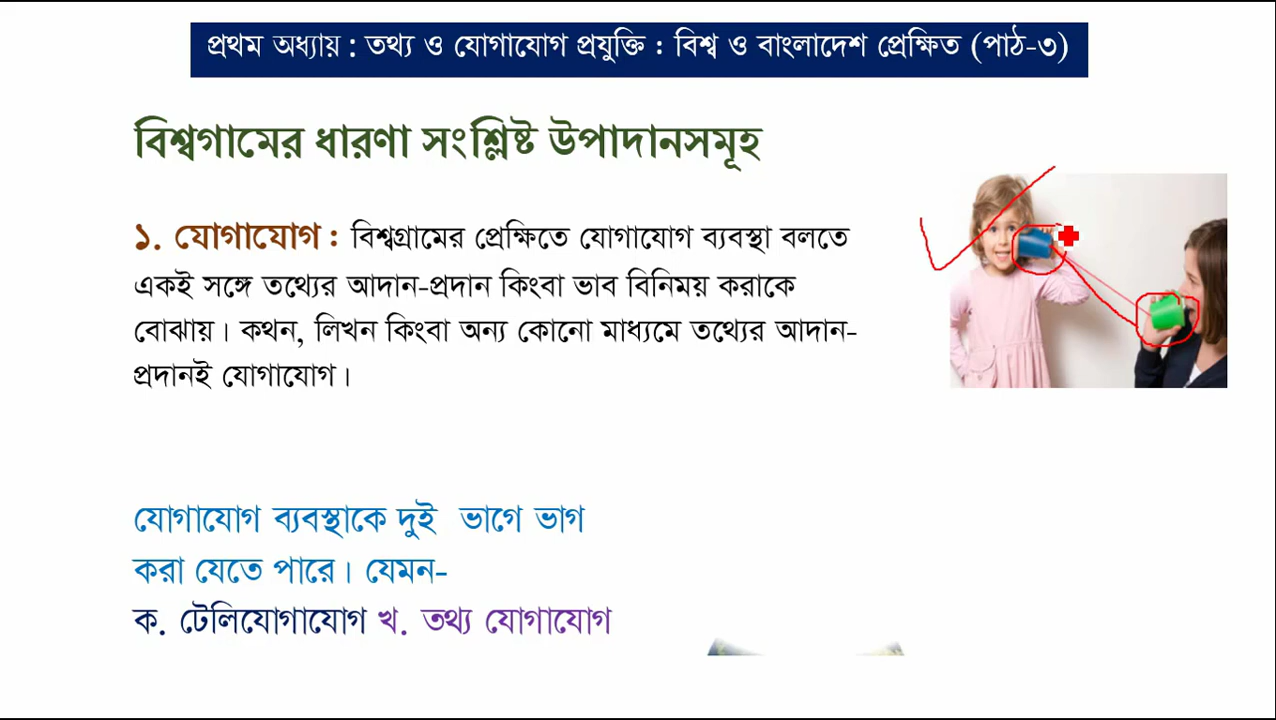 প্রথম অধ্যায় : তথ্য ও যোগাযোগ প্রযুক্তি : বিশ্ব ও বাংলাদেশ প্রেক্ষিত (পাঠ-৩)
বিশ্বগামের ধারণা সংশ্লিষ্ট উপাদানসমূহ
১. যোগাযোগ : বিশ্বগ্রামের প্রেক্ষিতে যোগাযোগ ব্যবস্থা বলতে
একই সঙ্গে তথ্যের আদান-প্রদান কিংবা ভাব বিনিময় করাকে
বোঝায়। কথন, লিখন কিংবা অন্য কোনো মাধ্যমে তথ্যের আদান-
প্রদানই যোগাযোগ।
যোগাযোগ ব্যবস্থাকে দুই ভাগে ভাগ
করা যেতে পারে। যেমন-
ক. টেলিযোগাযোগ খ. তথ্য যোগাযোগ